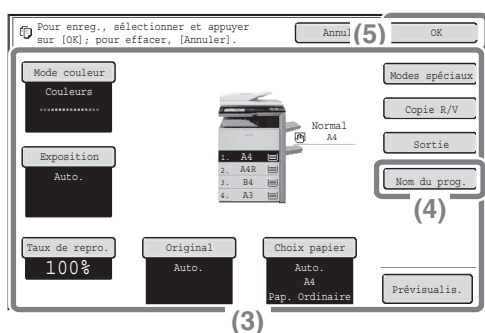 Pour enreg., sélectionner et appuyer
sur [OK]; pour effacer, [Annuler].
Annul
(5)
OK
Mode couleur
Couleurs
Exposition
Auto.
Taux de repro.
100%
Original
Auto.
Choix papier
Auto.
A4
Pap. Ordinaire
Normal
A4
1. A4
2. A4R
3. B4
4. A3
Modes spéciaux
Copie R/V
Sortie
Nom du prog.
(4)
Prévisualis.
(3)